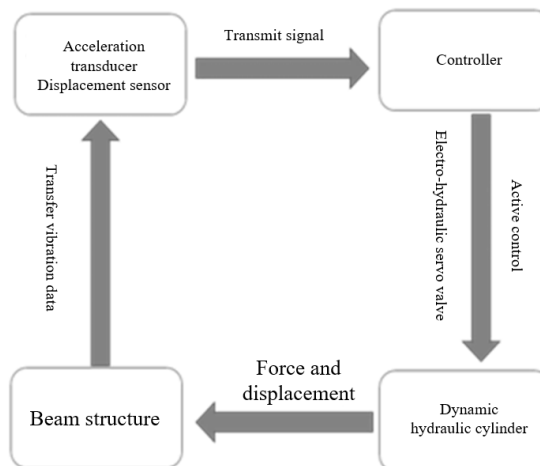 Acceleration
transducer
Displacement sensor
Transmit signal
Controller
Transfer vibration data
Electro-hydraulic servo valve
Active control
Force and
displacement
Beam structure
Dynamic
hydraulic cylinder